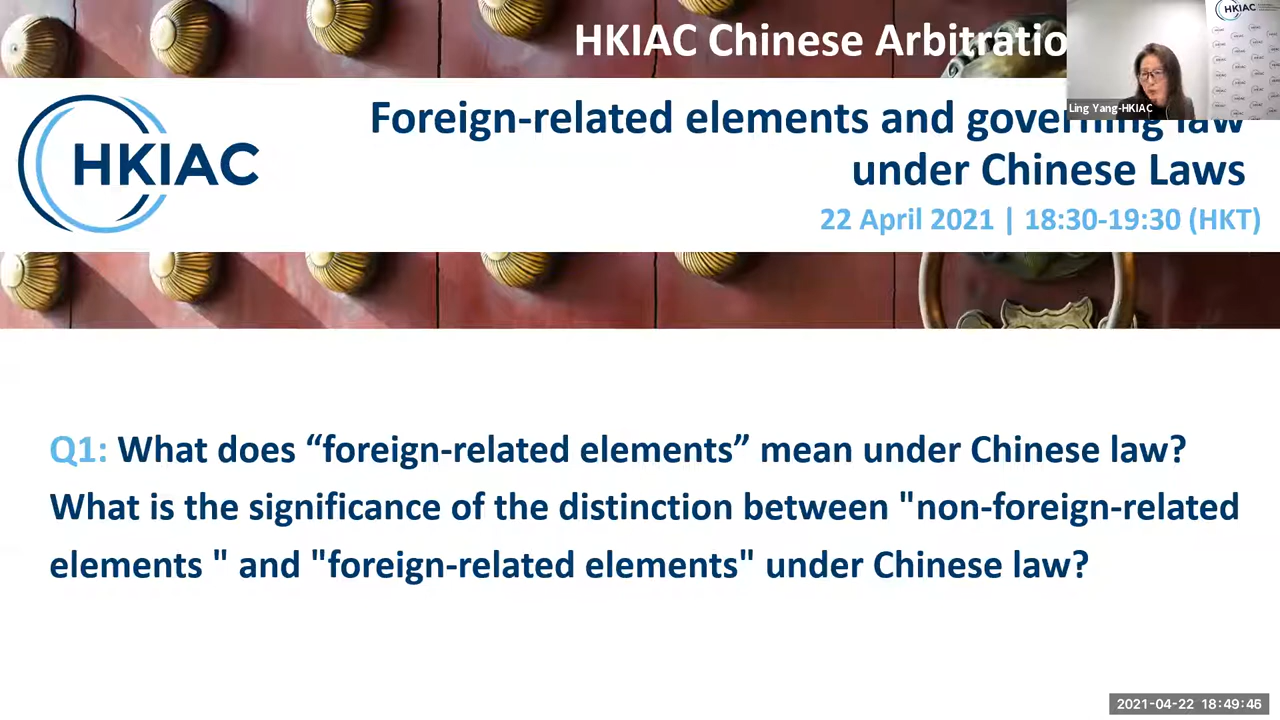 HKIAC Chinese Arbitratio
HKIAC
Ling Yang-HKIAC
HKIAC
Foreign-related elements and governing law
under Chinese Laws
22 April 2021 | 18:30-19:30 (HKT)
Q1: What does “foreign-related elements” mean under Chinese law?
What is the significance of the distinction between "non-foreign-related
elements " and "foreign-related elements" under Chinese law?
2021-04-22 18:49:46